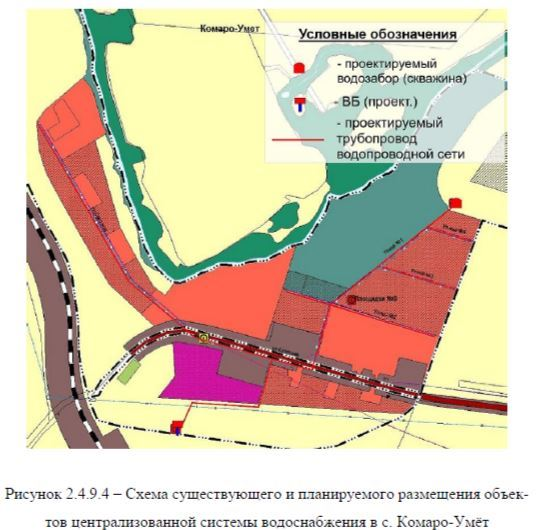 Комаро-Умет
Условные обозначения
- проектируемый
водозабор (скважина)
- ВБ (проект.)
- проектируемый
трубопровод
водопроводной сети
Рисунок 2.4.9.4 – Схема существующего и планируемого размещения объек-
тов централизованной системы водоснабжения в с. Комаро-Умёт